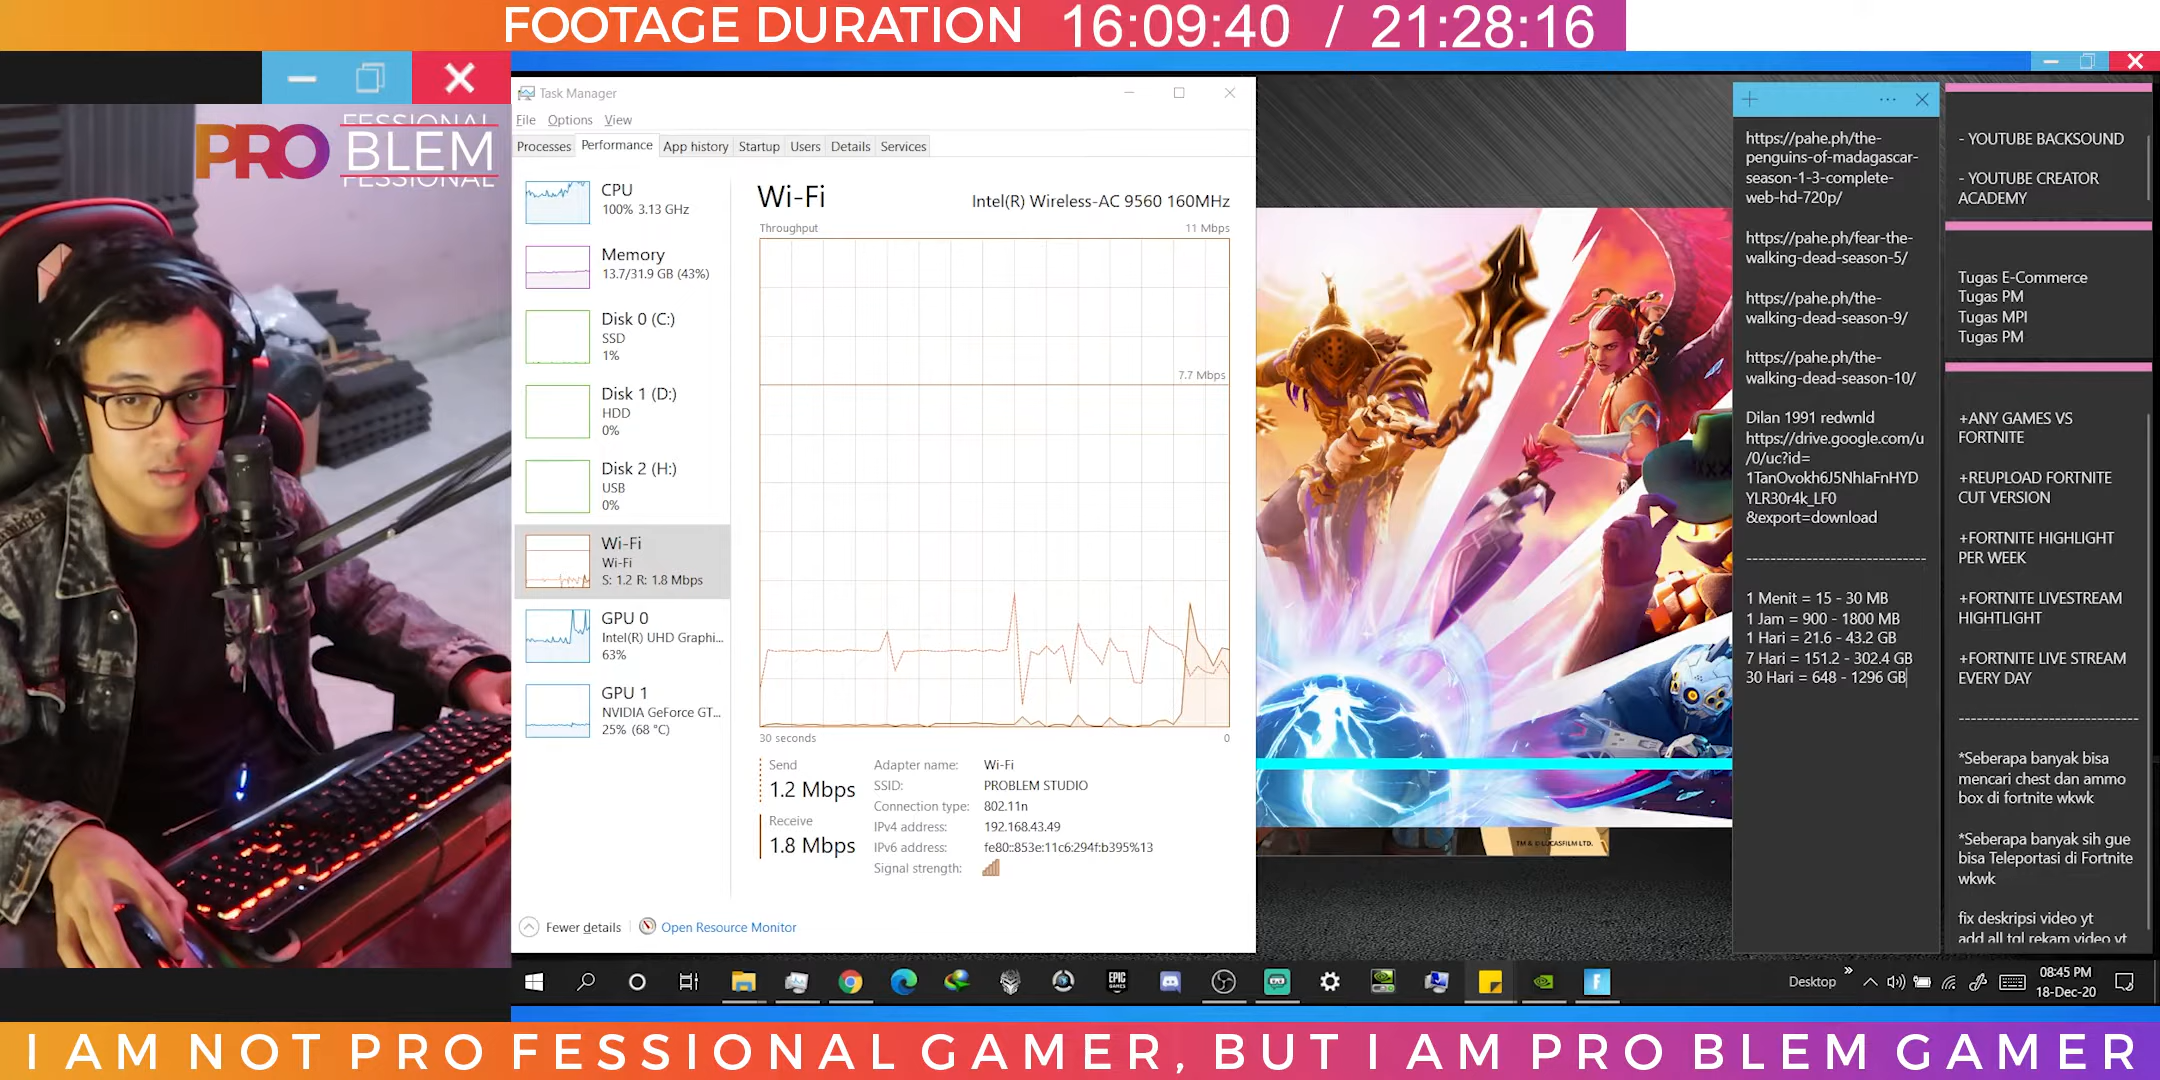 FOOTAGE DURATION 16:09:40 / 21:28:16
PRO
FESSIONAL
BLEM
FESSIONAL
Task Manager
File Options View
Processes Performance App history Startup Users Details Services
CPU
100% 3.13 GHz
Memory
13.7/31.9 GB (43%)
Disk 0 (C:)
SSD
1%
Disk 1 (D:)
HDD
0%
Disk 2 (H:)
USB
0%
Wi-Fi
Wi-Fi
S: 1.2 R: 1.8 Mbps
GPU 0
Intel(R) UHD Graphi...
63%
GPU 1
NVIDIA GeForce GT...
25% (68 °C)
Wi-Fi
Intel(R) Wireless-AC 9560 160MHz
Throughput
11 Mbps
7.7 Mbps
30 seconds
0
Send
1.2 Mbps
Receive
1.8 Mbps
Adapter name: Wi-Fi
SSID: PROBLEM STUDIO
Connection type: 802.11n
IPv4 address: 192.168.43.49
IPv6 address: fe80::853e:11c6:294f:b395%13
Signal strength:
Fewer details
Open Resource Monitor
TM & © LUCASFILM LTD.
https://pahe.ph/the-
penguins-of-madagascar-
season-1-3-complete-
web-hd-720p/
https://pahe.ph/fear-the-
walking-dead-season-5/
https://pahe.ph/the-
walking-dead-season-9/
https://pahe.ph/the-
walking-dead-season-10/
Dilan 1991 redwnld
https://drive.google.com/u
/0/uc?id=
1TanOvokh6J5NhIaFnHYD
YLR30r4k_LF0
&export=download
------------------------------
1 Menit = 15 - 30 MB
1 Jam = 900 - 1800 MB
1 Hari = 21.6 - 43.2 GB
7 Hari = 151.2 - 302.4 GB
30 Hari = 648 - 1296 GB
- YOUTUBE BACKSOUND
- YOUTUBE CREATOR
ACADEMY
Tugas E-Commerce
Tugas PM
Tugas MPI
Tugas PM
+ANY GAMES VS
FORTNITE
+REUPLOAD FORTNITE
CUT VERSION
+FORTNITE HIGHLIGHT
PER WEEK
+FORTNITE LIVESTREAM
HIGHTLIGHT
+FORTNITE LIVE STREAM
EVERY DAY
------------------------------
*Seberapa banyak bisa
mencari chest dan ammo
box di fortnite wkwk
*Seberapa banyak sih gue
bisa Teleportasi di Fortnite
wkwk
fix deskripsi video yt
add all tgl rekam video yt
EPIC
GAMES
Desktop
08:45 PM
18-Dec-20
I AM NOT PRO FESSIONAL GAMER, BUT I AM PRO BLEM GAMER